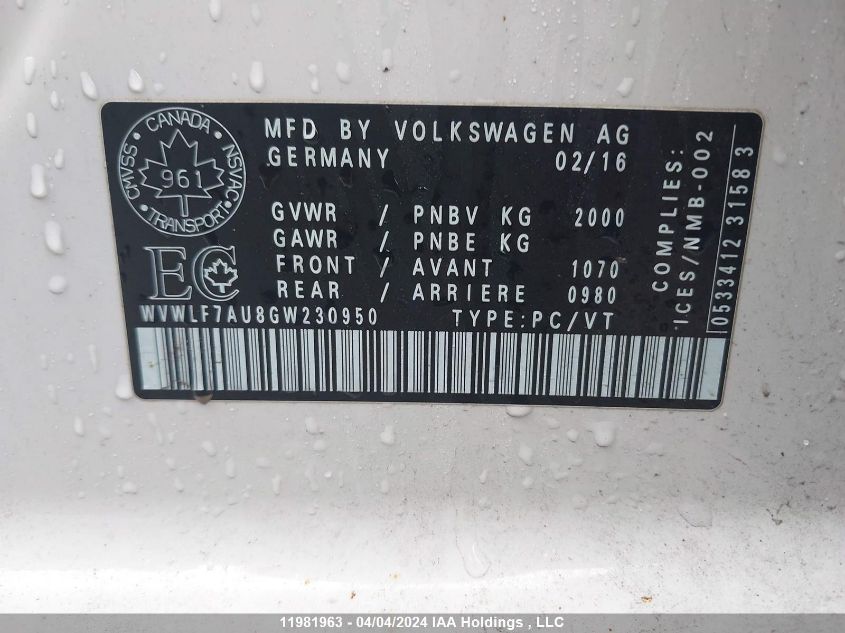 CANADA
CMVSS
NSVAC
961
TRANSPORT
EC
MFD BY VOLKSWAGEN AG
GERMANY 02/16
GVWR / PNBV KG 2000
GAWR / PNBE KG
FRONT / AVANT 1070
REAR / ARRIERE 0980
WVWLF7AU8GW230950 TYPE:PC/VT
COMPLIES:
ICES/NMB-002
0533412 31583
11981963 - 04/04/2024 IAA Holdings , LLC